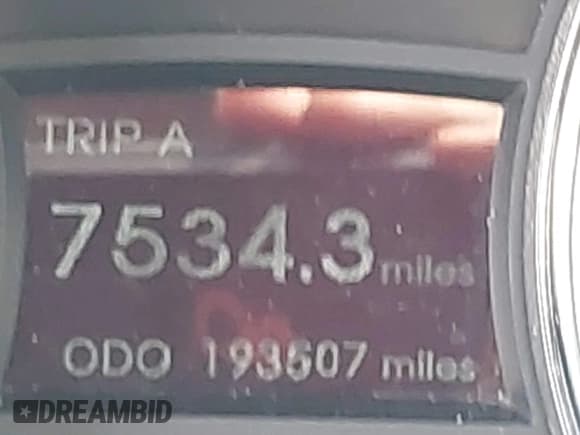 TRIP A
7534.3 miles
ODO 193507 miles
DREAMBID